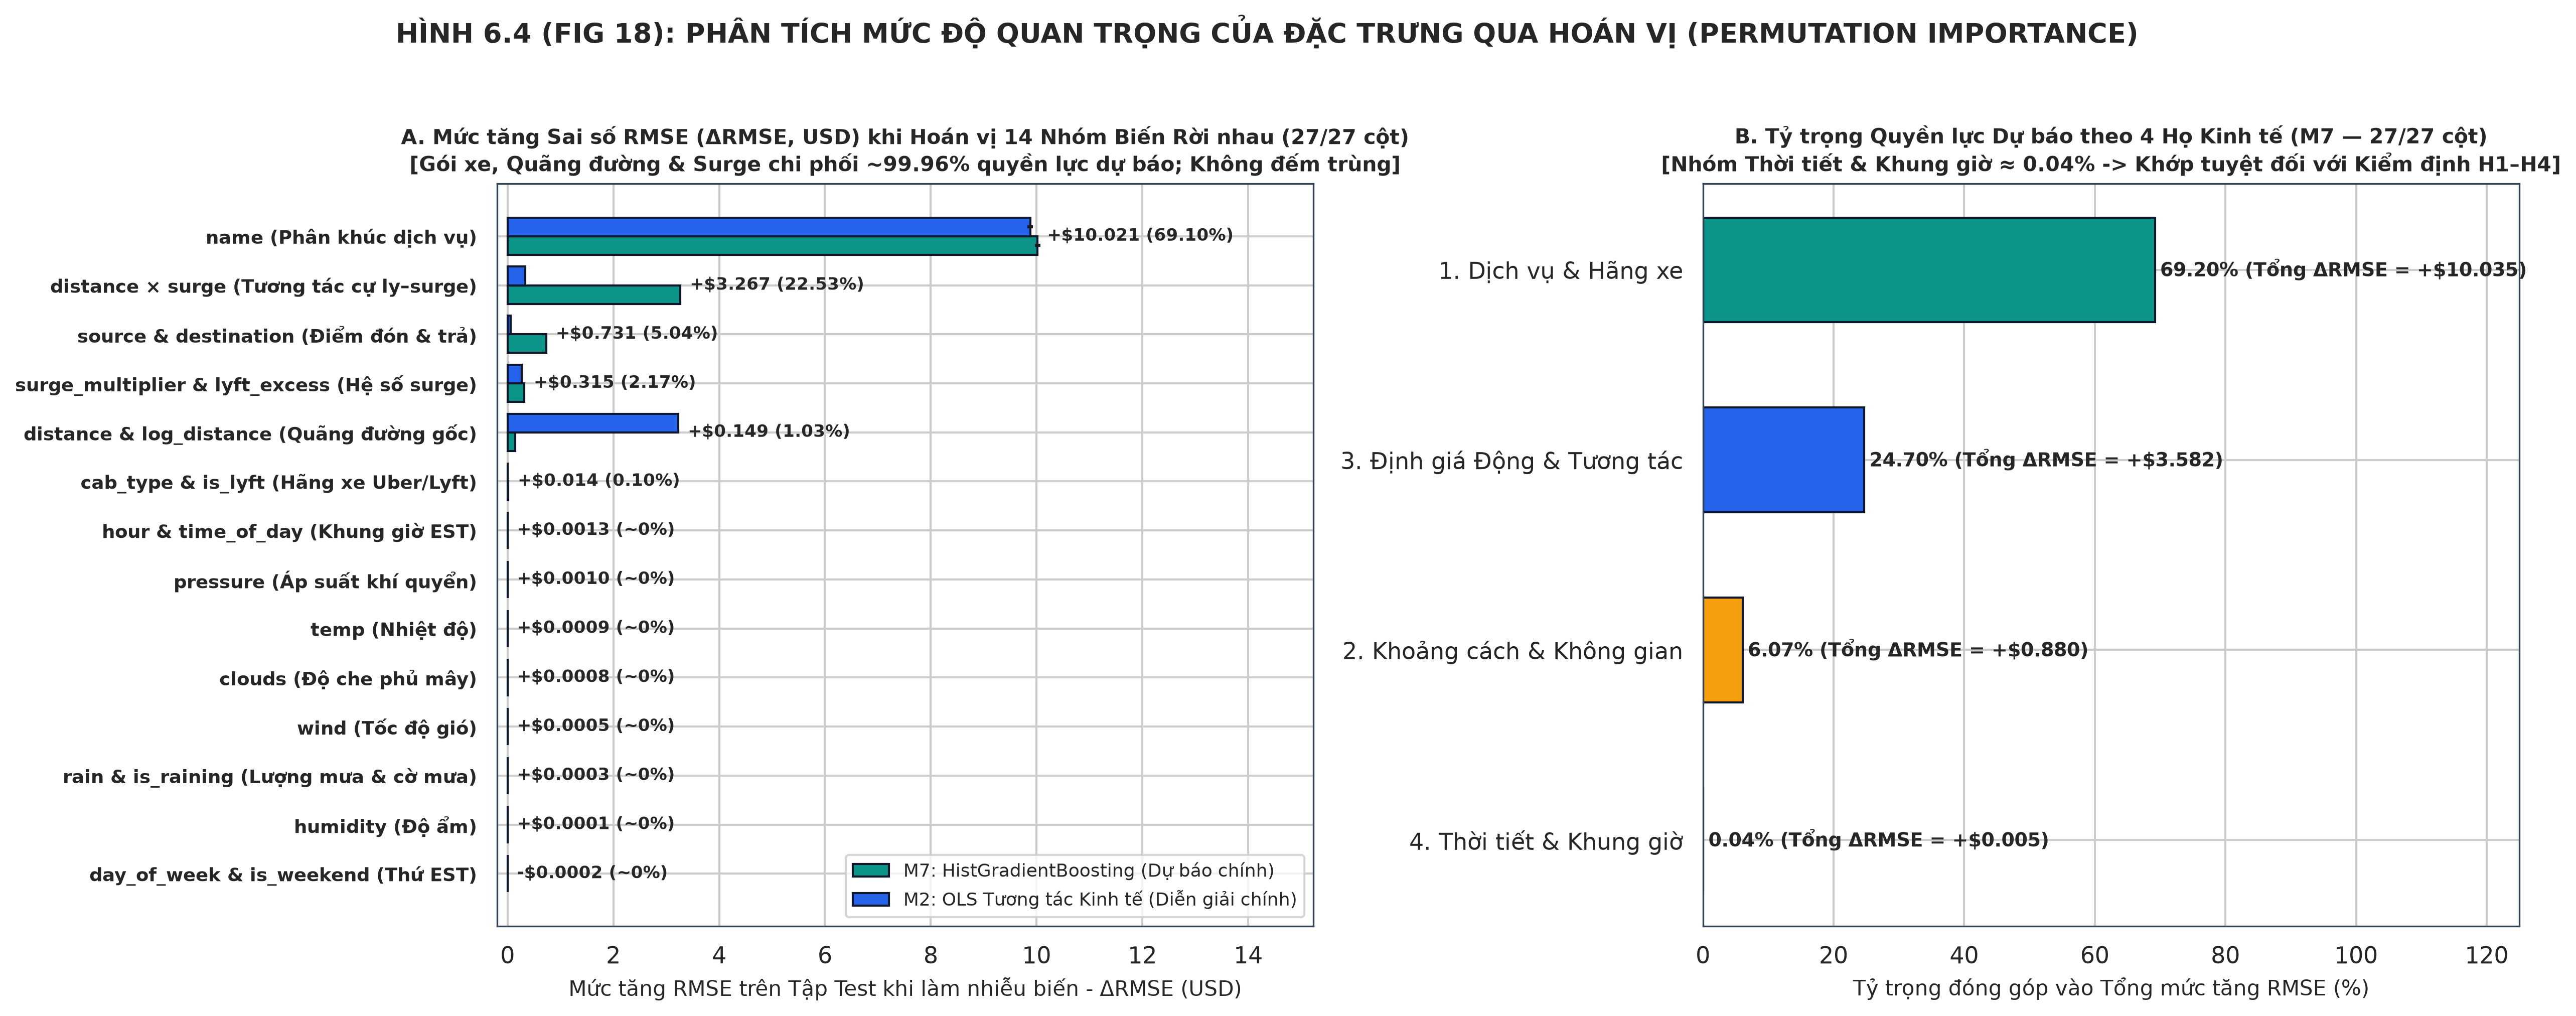 HÌNH 6.4 (FIG 18): PHÂN TÍCH MỨC ĐỘ QUAN TRỌNG CỦA ĐẶC TRƯNG QUA HOÁN VỊ (PERMUTATION IMPORTANCE)
A. Mức tăng Sai số RMSE (ΔRMSE, USD) khi Hoán vị 14 Nhóm Biến Rời nhau (27/27 cột)
[Gói xe, Quãng đường & Surge chi phối ~99.96% quyền lực dự báo; Không đếm trùng]
name (Phân khúc dịch vụ)
+$10.021 (69.10%)
distance × surge (Tương tác cự ly–surge)
+$3.267 (22.53%)
source & destination (Điểm đón & trả)
+$0.731 (5.04%)
surge_multiplier & lyft_excess (Hệ số surge)
+$0.315 (2.17%)
distance & log_distance (Quãng đường gốc)
+$0.149 (1.03%)
cab_type & is_lyft (Hãng xe Uber/Lyft)
+$0.014 (0.10%)
hour & time_of_day (Khung giờ EST)
+$0.0013 (~0%)
pressure (Áp suất khí quyển)
+$0.0010 (~0%)
temp (Nhiệt độ)
+$0.0009 (~0%)
clouds (Độ che phủ mây)
+$0.0008 (~0%)
wind (Tốc độ gió)
+$0.0005 (~0%)
rain & is_raining (Lượng mưa & cờ mưa)
+$0.0003 (~0%)
humidity (Độ ẩm)
+$0.0001 (~0%)
day_of_week & is_weekend (Thứ EST)
-$0.0002 (~0%)
M7: HistGradientBoosting (Dự báo chính)
M2: OLS Tương tác Kinh tế (Diễn giải chính)
0 2 4 6 8 10 12 14
Mức tăng RMSE trên Tập Test khi làm nhiễu biến - ΔRMSE (USD)
B. Tỷ trọng Quyền lực Dự báo theo 4 Họ Kinh tế (M7 — 27/27 cột)
[Nhóm Thời tiết & Khung giờ ≈ 0.04% -> Khớp tuyệt đối với Kiểm định H1–H4]
1. Dịch vụ & Hãng xe
69.20% (Tổng ΔRMSE = +$10.035)
3. Định giá Động & Tương tác
24.70% (Tổng ΔRMSE = +$3.582)
2. Khoảng cách & Không gian
6.07% (Tổng ΔRMSE = +$0.880)
4. Thời tiết & Khung giờ
0.04% (Tổng ΔRMSE = +$0.005)
0 20 40 60 80 100 120
Tỷ trọng đóng góp vào Tổng mức tăng RMSE (%)